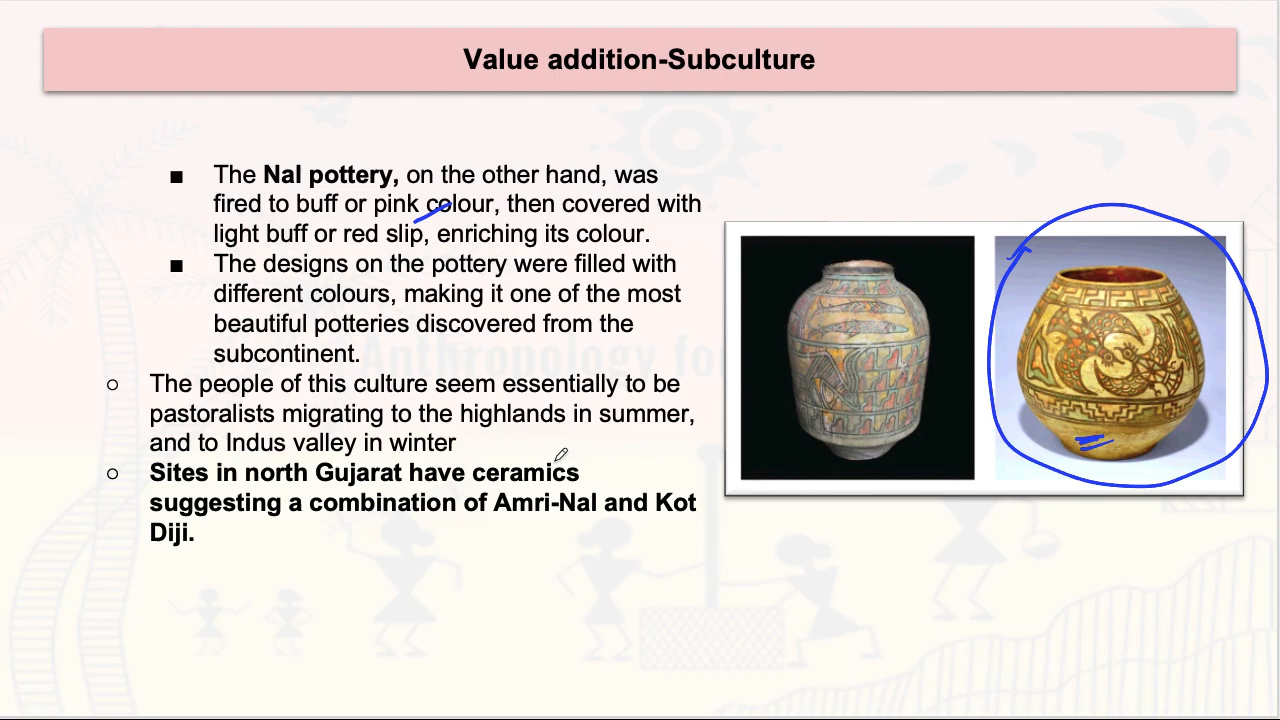 Value addition-Subculture
■ The Nal pottery, on the other hand, was
fired to buff or pink colour, then covered with
light buff or red slip, enriching its colour.
■ The designs on the pottery were filled with
different colours, making it one of the most
beautiful potteries discovered from the
subcontinent.
Anthropology for
○ The people of this culture seem essentially to be
pastoralists migrating to the highlands in summer,
and to Indus valley in winter
○ Sites in north Gujarat have ceramics
suggesting a combination of Amri-Nal and Kot
Diji.